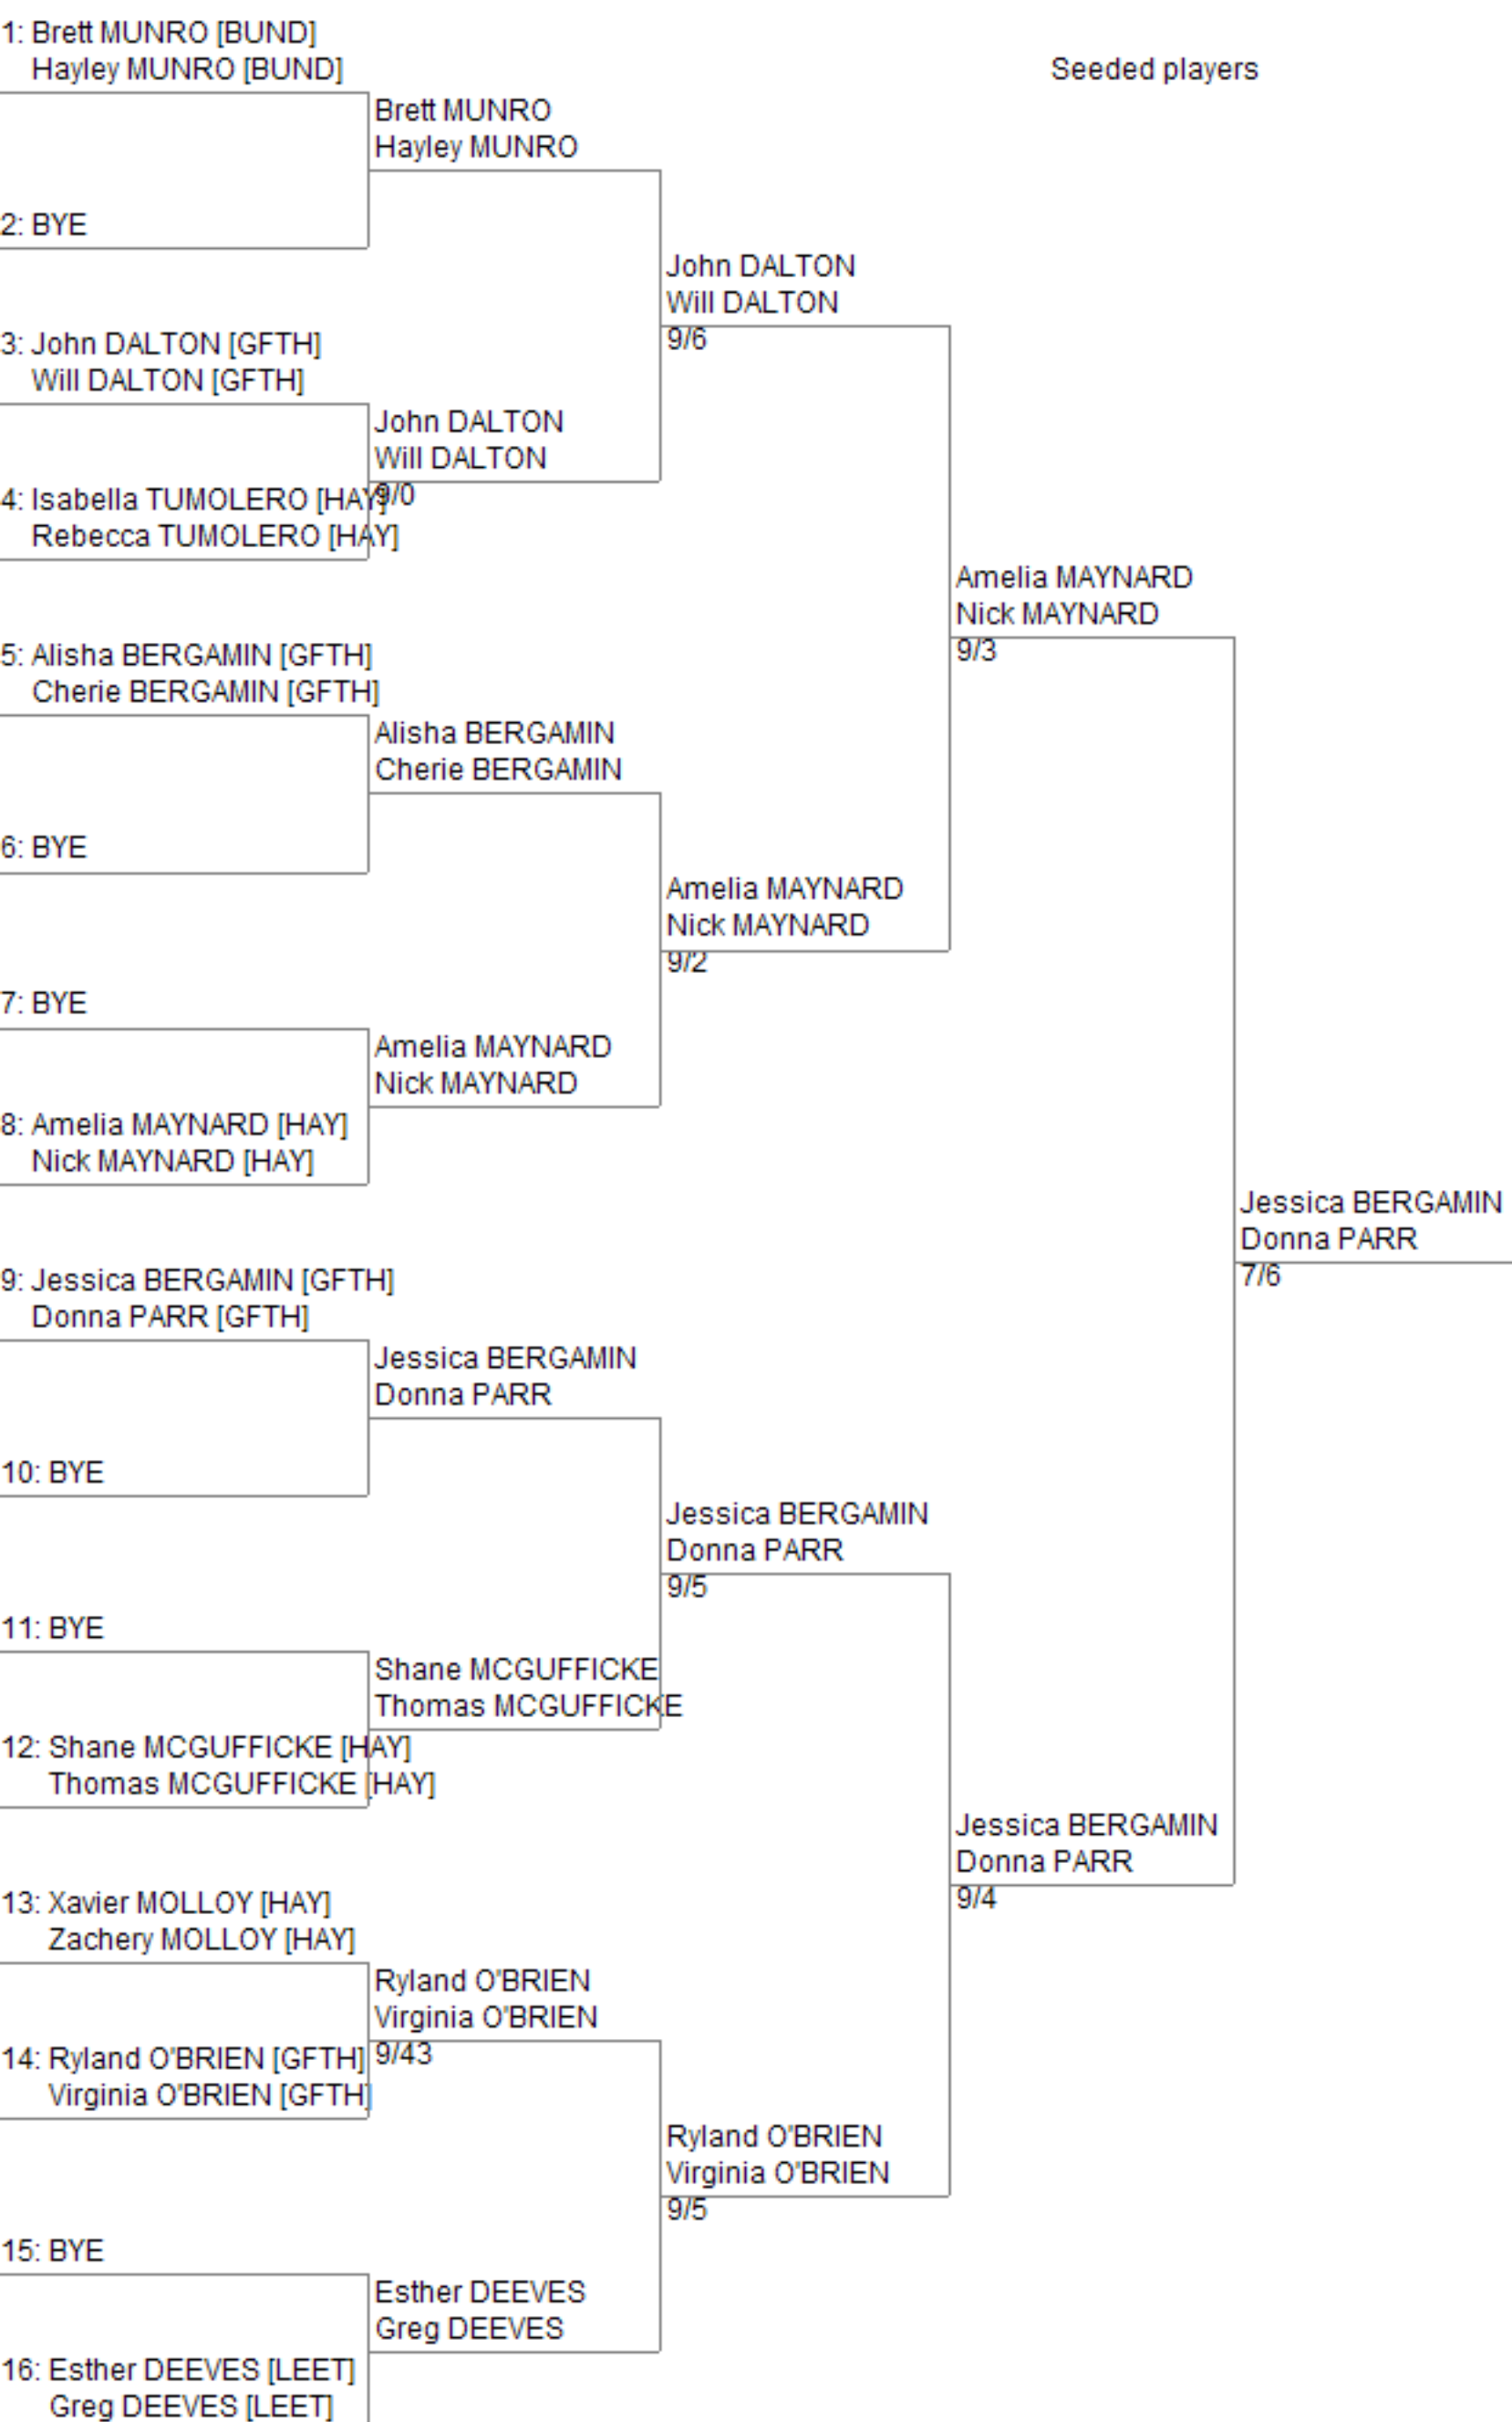 1: Brett MUNRO [BUND]
Hayley MUNRO [BUND]
Seeded players
Brett MUNRO
Hayley MUNRO
2: BYE
John DALTON
Will DALTON
9/6
3: John DALTON [GFTH]
Will DALTON [GFTH]
John DALTON
Will DALTON
9/0
4: Isabella TUMOLERO [HAY]
Rebecca TUMOLERO [HAY]
Amelia MAYNARD
Nick MAYNARD
9/3
5: Alisha BERGAMIN [GFTH]
Cherie BERGAMIN [GFTH]
Alisha BERGAMIN
Cherie BERGAMIN
6: BYE
Amelia MAYNARD
Nick MAYNARD
9/2
7: BYE
Amelia MAYNARD
Nick MAYNARD
8: Amelia MAYNARD [HAY]
Nick MAYNARD [HAY]
Jessica BERGAMIN
Donna PARR
7/6
9: Jessica BERGAMIN [GFTH]
Donna PARR [GFTH]
Jessica BERGAMIN
Donna PARR
10: BYE
Jessica BERGAMIN
Donna PARR
9/5
11: BYE
Shane MCGUFFICKE
Thomas MCGUFFICKE
12: Shane MCGUFFICKE [HAY]
Thomas MCGUFFICKE [HAY]
Jessica BERGAMIN
Donna PARR
9/4
13: Xavier MOLLOY [HAY]
Zachery MOLLOY [HAY]
Ryland O'BRIEN
Virginia O'BRIEN
9/43
14: Ryland O'BRIEN [GFTH]
Virginia O'BRIEN [GFTH]
Ryland O'BRIEN
Virginia O'BRIEN
9/5
15: BYE
Esther DEEVES
Greg DEEVES
16: Esther DEEVES [LEET]
Greg DEEVES [LEET]